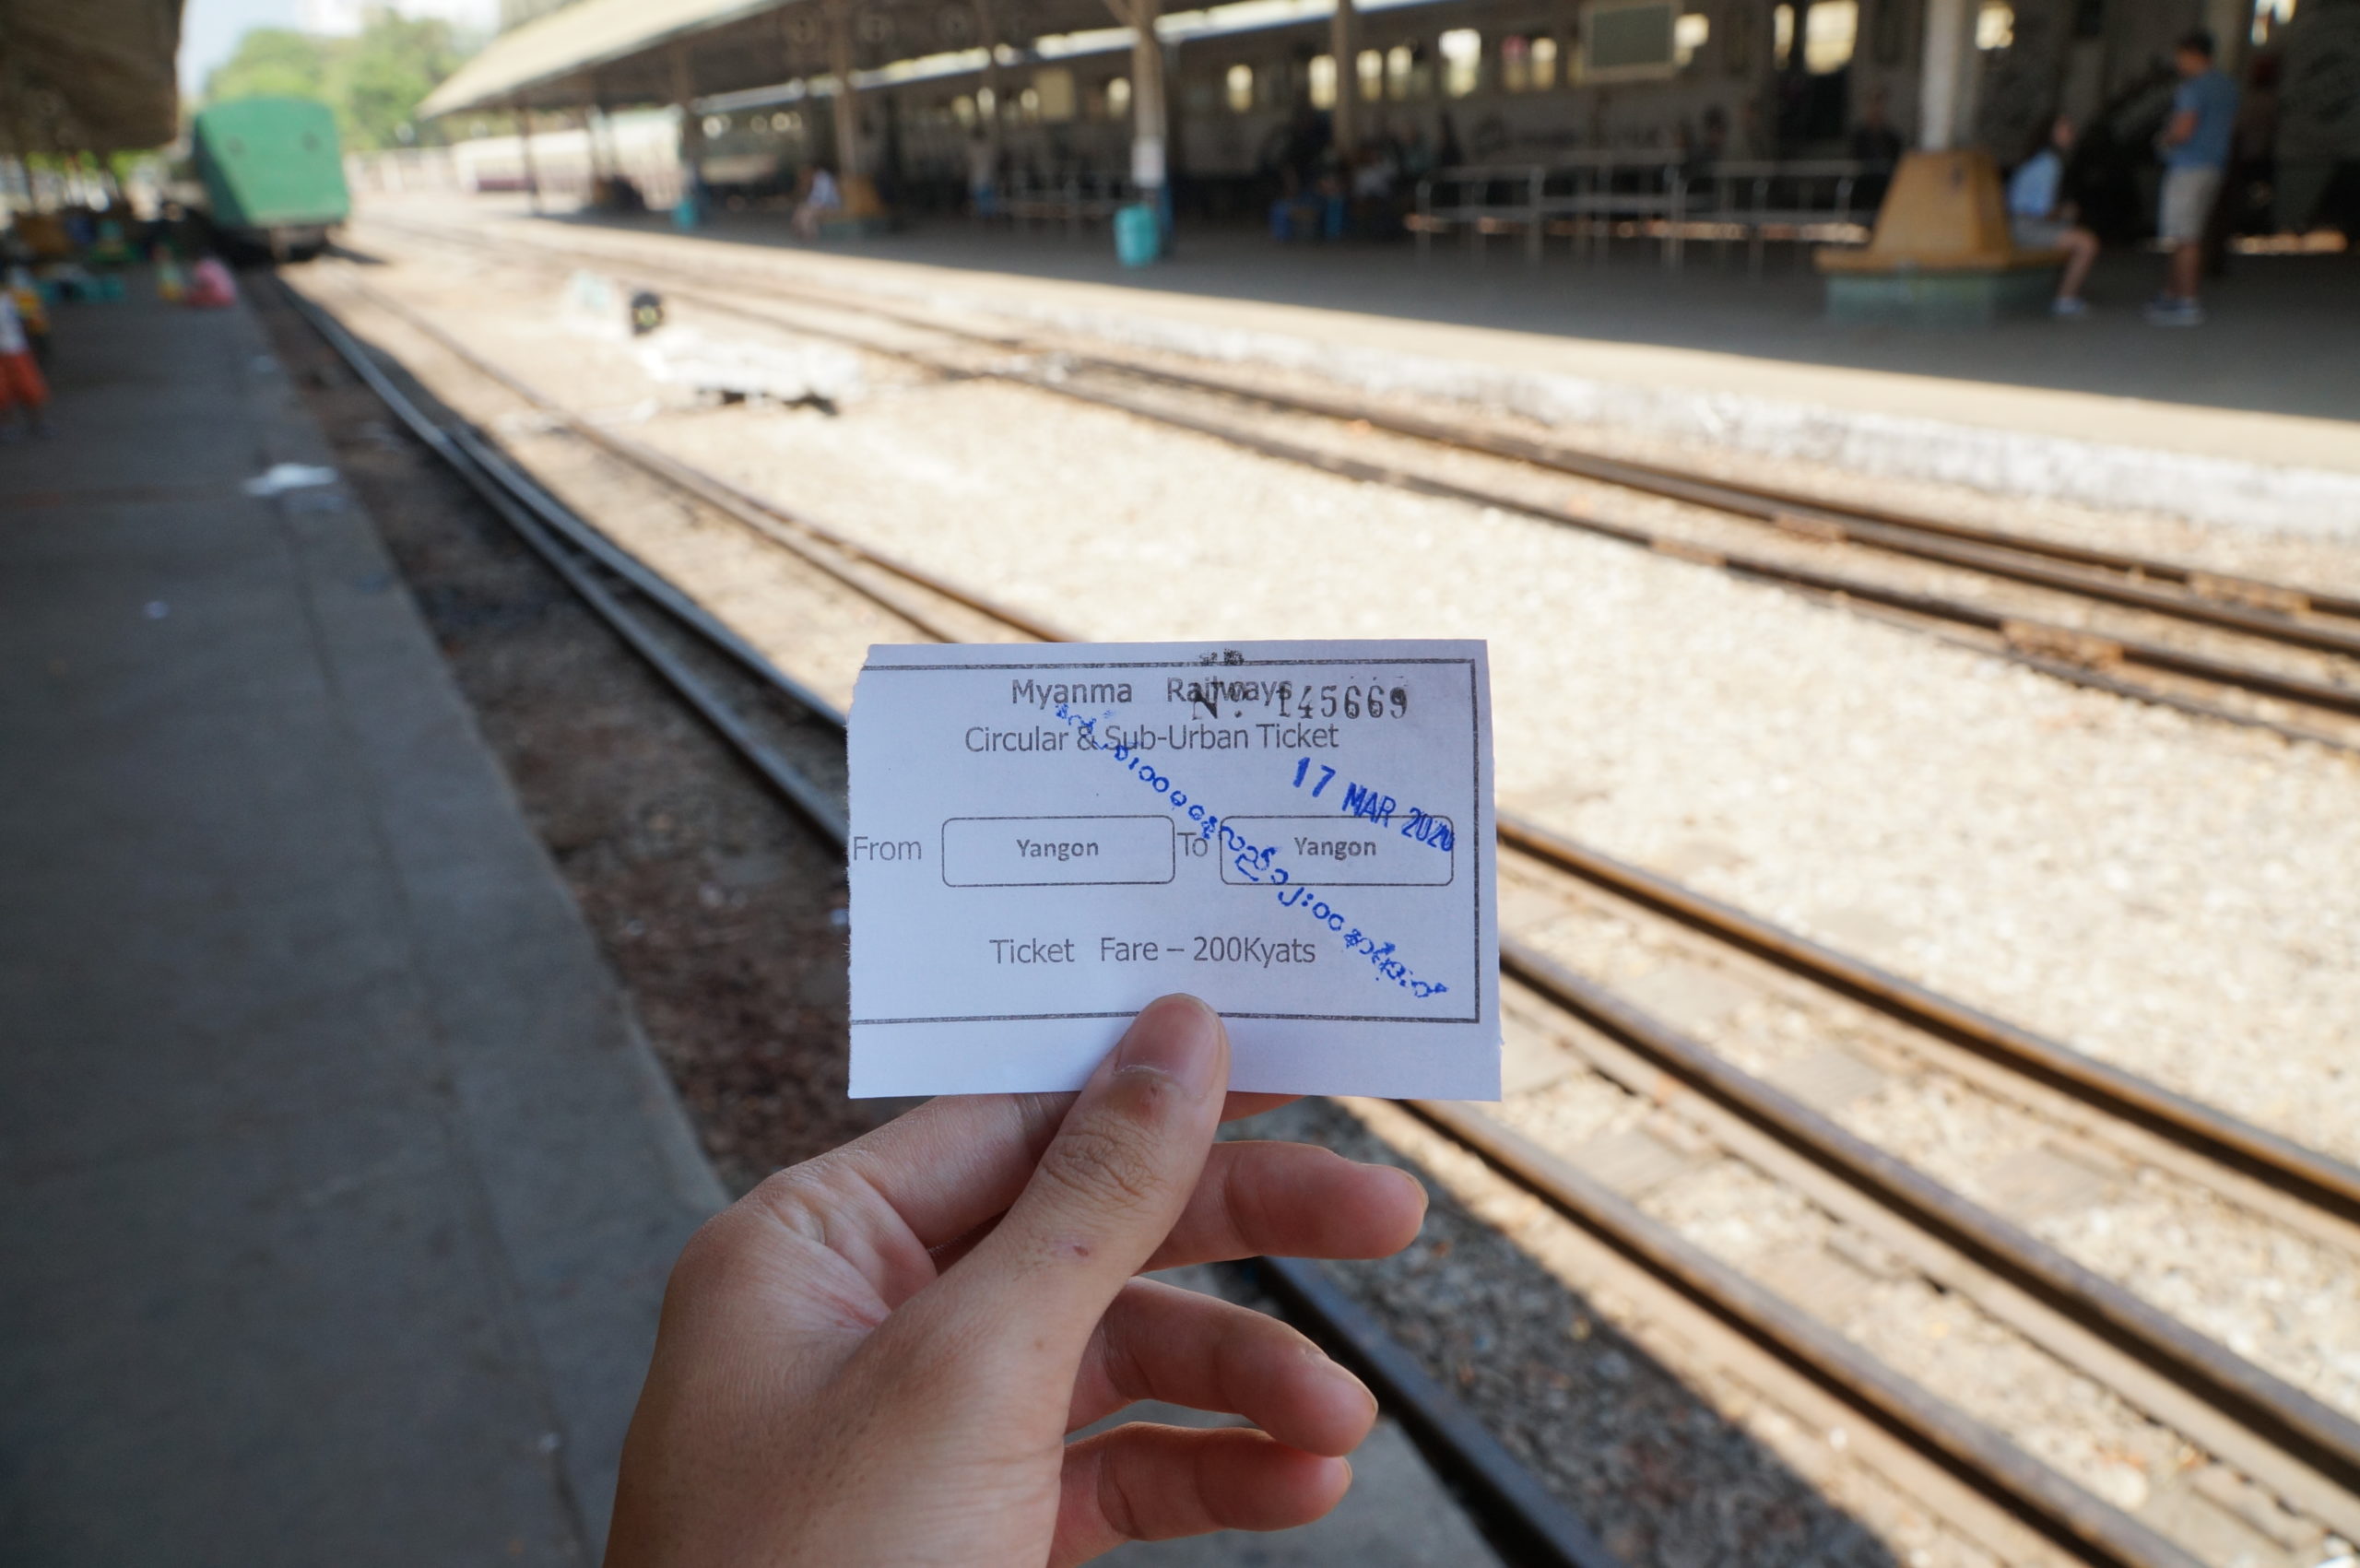 Myanma Railways
Nº 145669
Circular & Sub-Urban Ticket
17 MAR 2020
From Yangon To Yangon
Ticket Fare – 200Kyats